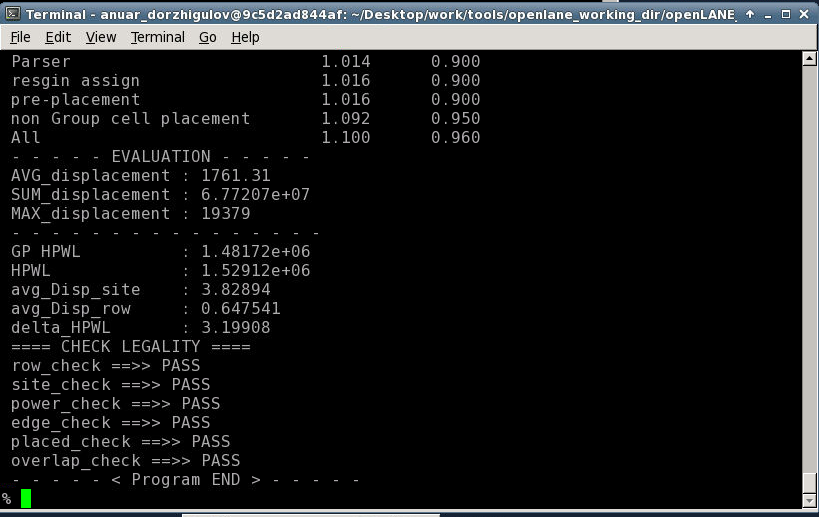 Terminal - anuar_dorzhigulov@9c5d2ad844af: ~/Desktop/work/tools/openlane_working_dir/openLANE_
File Edit View Terminal Go Help
Parser 1.014 0.900
resgin assign 1.016 0.900
pre-placement 1.016 0.900
non Group cell placement 1.092 0.950
All 1.100 0.960
- - - - - EVALUATION - - - - -
AVG_displacement : 1761.31
SUM_displacement : 6.77207e+07
MAX_displacement : 19379
- - - - - - - - - - - - - - - -
GP HPWL : 1.48172e+06
HPWL : 1.52912e+06
avg_Disp_site : 3.82894
avg_Disp_row : 0.647541
delta_HPWL : 3.19908
==== CHECK LEGALITY ====
row_check ==>> PASS
site_check ==>> PASS
power_check ==>> PASS
edge_check ==>> PASS
placed_check ==>> PASS
overlap_check ==>> PASS
- - - - - < Program END > - - - - -
%